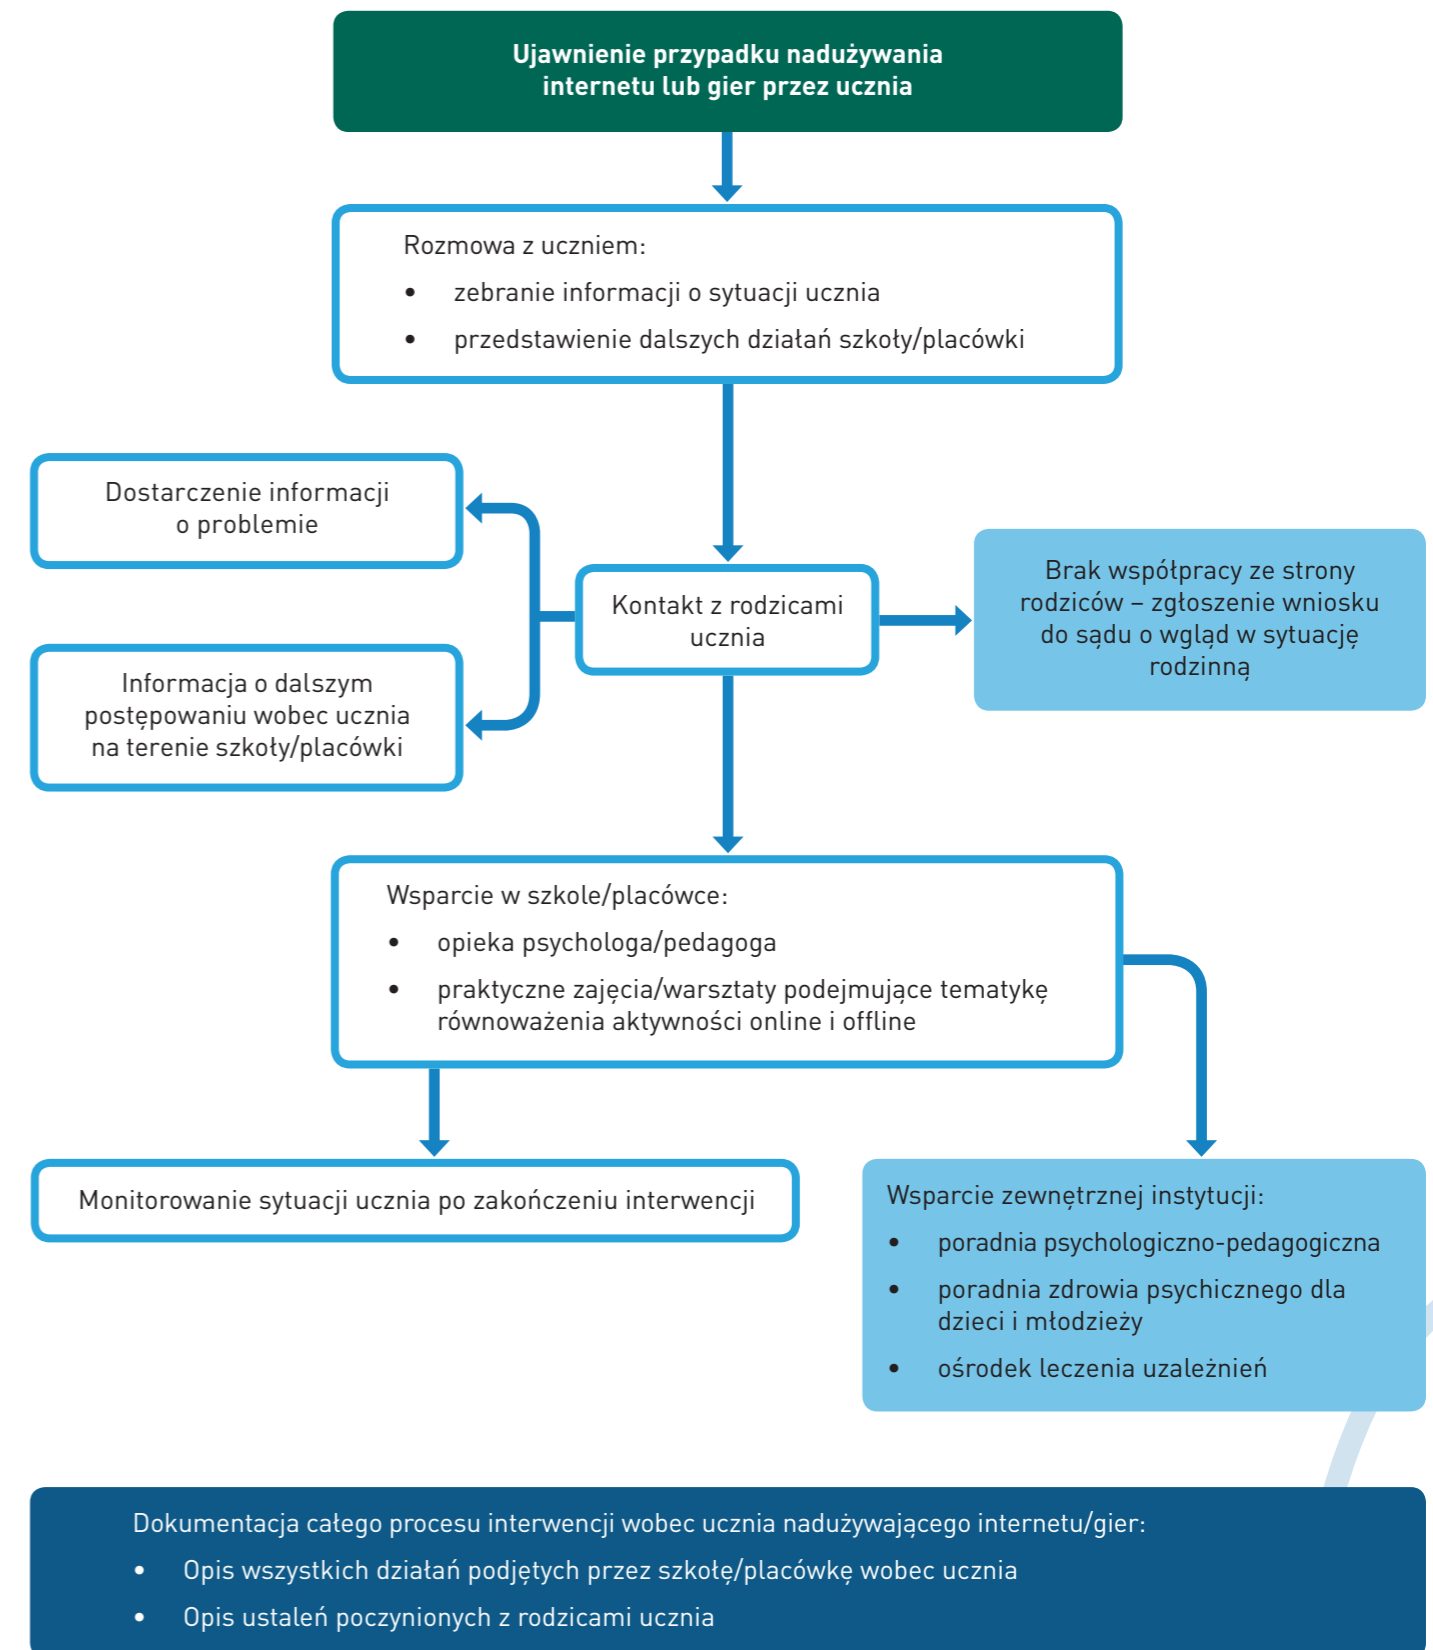 Ujawnienie przypadku nadużywania
internetu lub gier przez ucznia
Rozmowa z uczniem:
• zebranie informacji o sytuacji ucznia
• przedstawienie dalszych działań szkoły/placówki
Dostarczenie informacji
o problemie
Informacja o dalszym
postępowaniu wobec ucznia
na terenie szkoły/placówki
Kontakt z rodzicami
ucznia
Brak współpracy ze strony
rodziców – zgłoszenie wniosku
do sądu o wgląd w sytuację
rodzinną
Wsparcie w szkole/placówce:
• opieka psychologa/pedagoga
• praktyczne zajęcia/warsztaty podejmujące tematykę
równoważenia aktywności online i offline
Monitorowanie sytuacji ucznia po zakończeniu interwencji
Wsparcie zewnętrznej instytucji:
• poradnia psychologiczno-pedagogiczna
• poradnia zdrowia psychicznego dla
dzieci i młodzieży
• ośrodek leczenia uzależnień
Dokumentacja całego procesu interwencji wobec ucznia nadużywającego internetu/gier:
• Opis wszystkich działań podjętych przez szkołę/placówkę wobec ucznia
• Opis ustaleń poczynionych z rodzicami ucznia